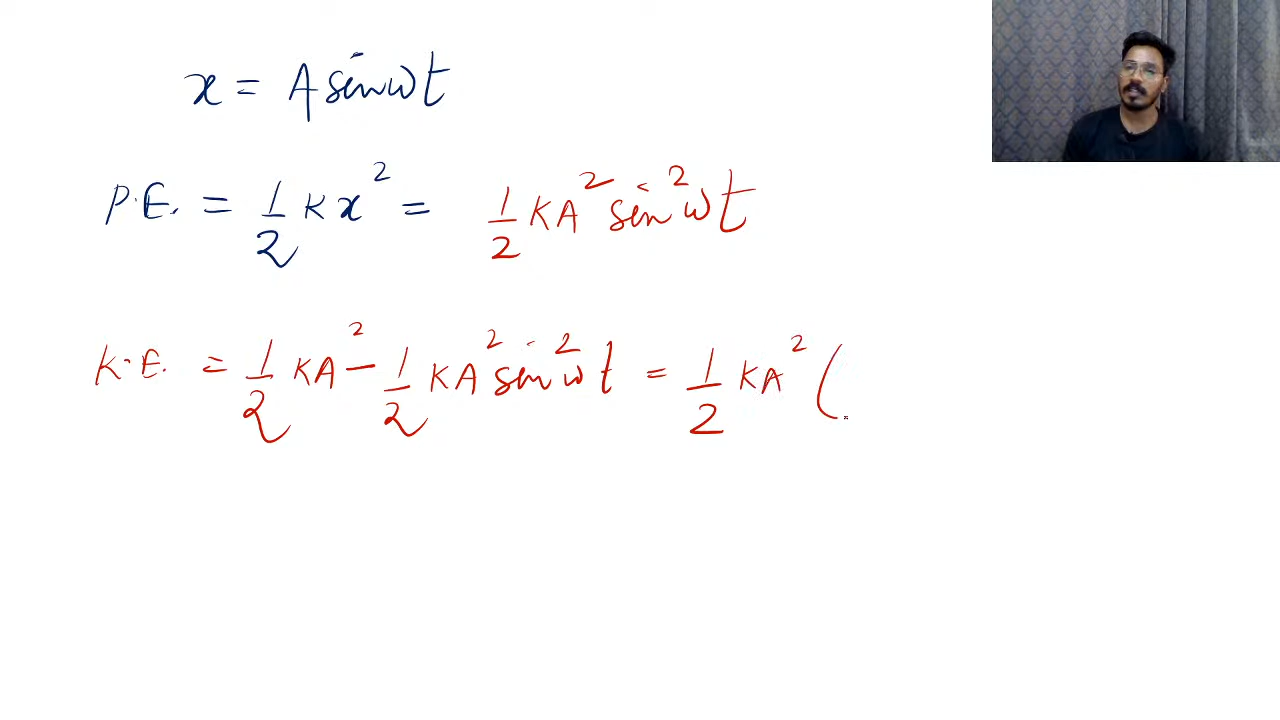 x = A sin ωt
P.E. = 1/2 K x² = 1/2 KA² sin² ωt
K.E. = 1/2 KA² - 1/2 KA² sin² ωt = 1/2 KA² (